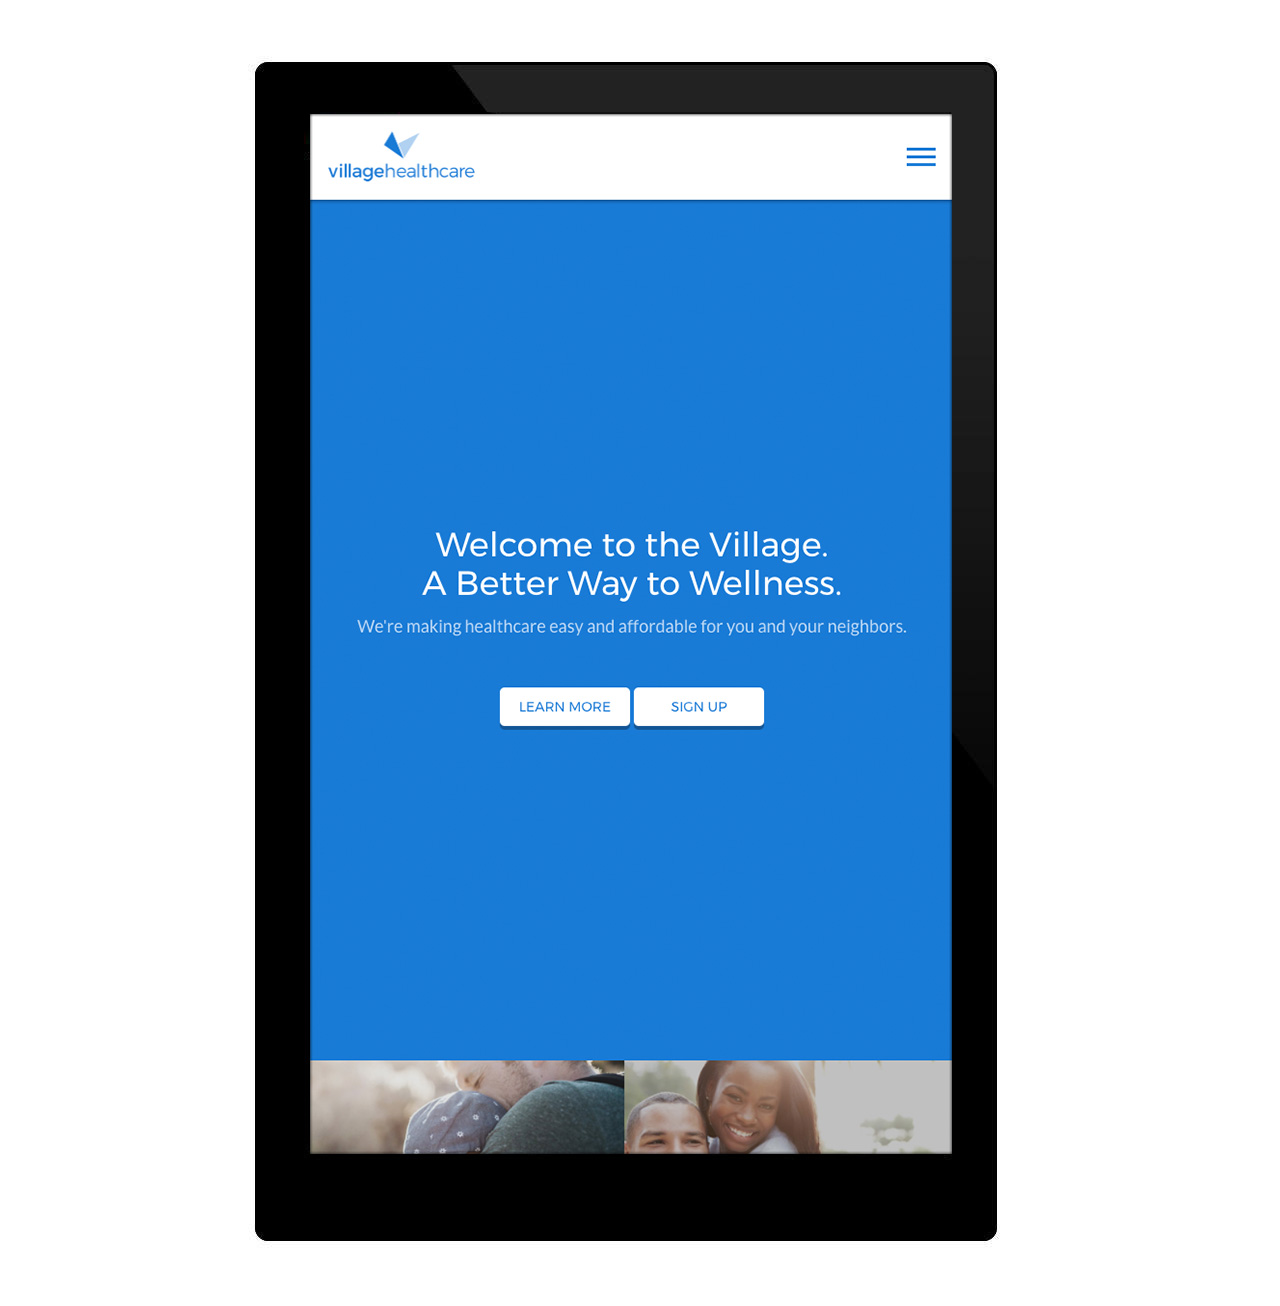 villagehealthcare
Welcome to the Village.
A Better Way to Wellness.
We're making healthcare easy and affordable for you and your neighbors.
LEARN MORE
SIGN UP